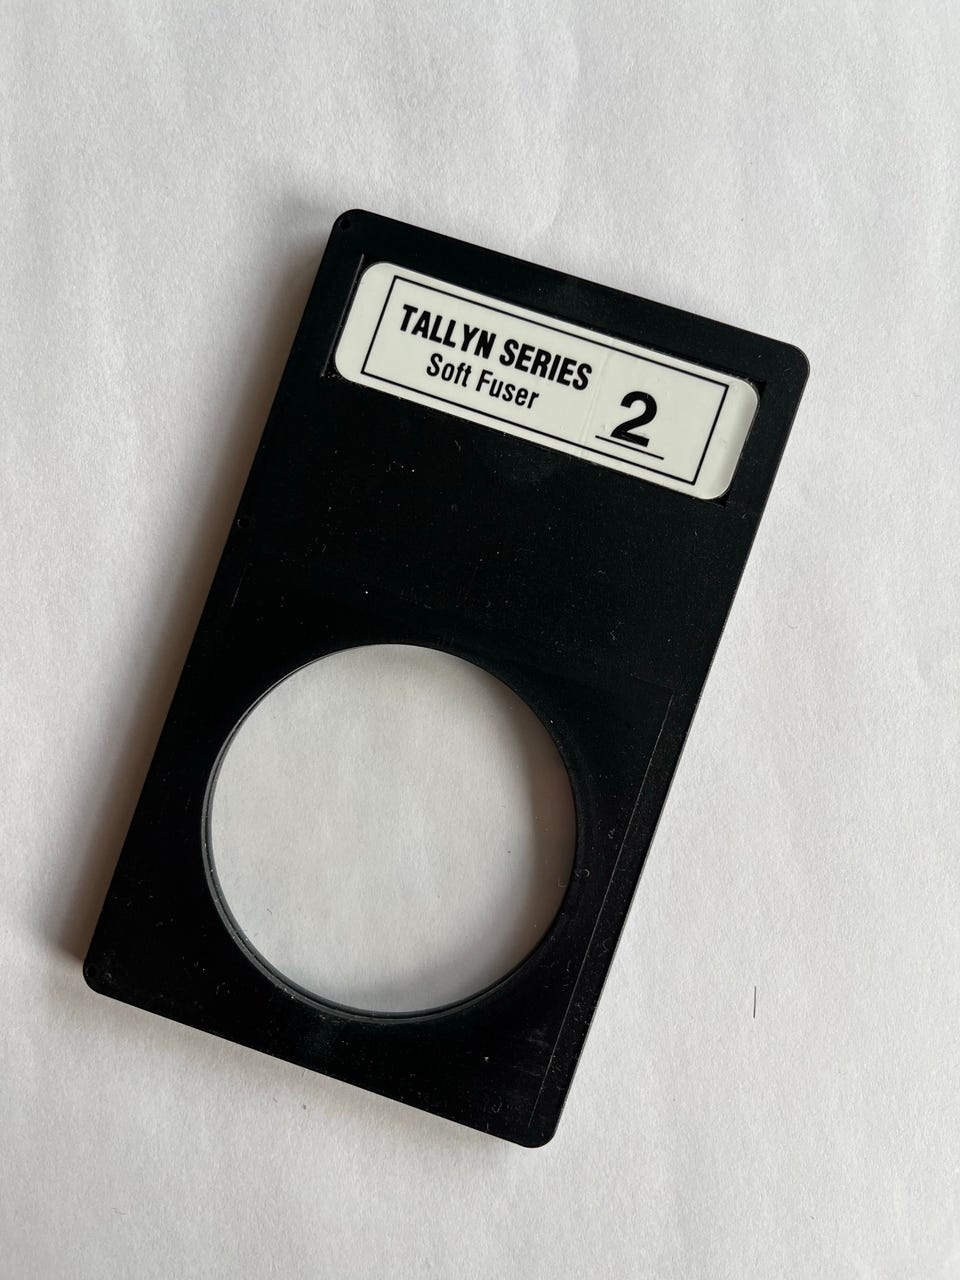 TALLYN SERIES
Soft Fuser
2